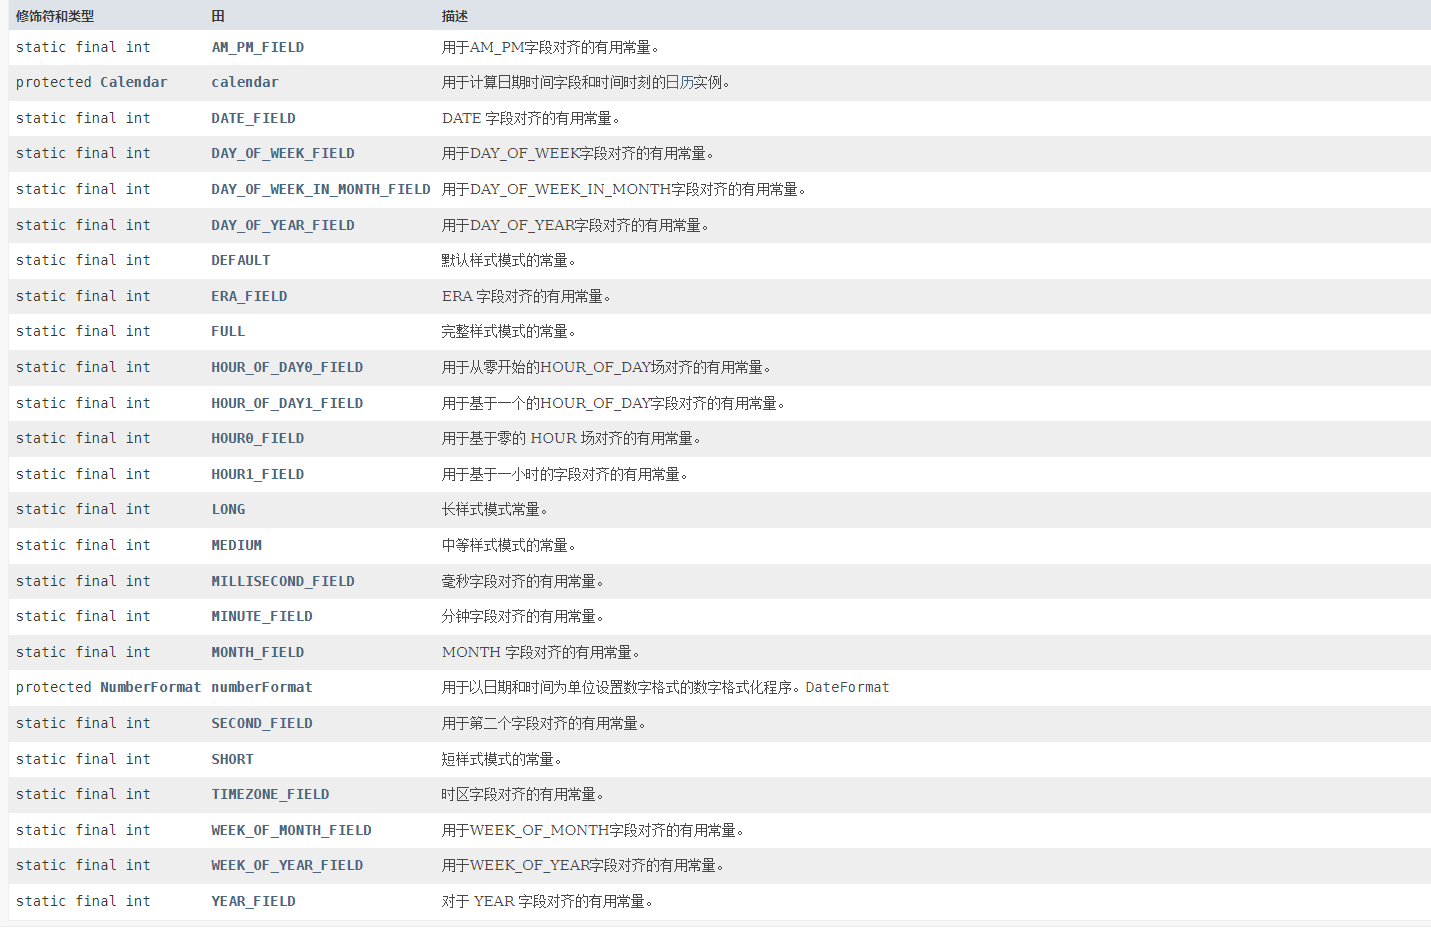 修饰符和类型 田 描述
static final int AM_PM_FIELD 用于AM_PM字段对齐的有用常量。
protected Calendar calendar 用于计算日期时间字段和时间时刻的日历实例。
static final int DATE_FIELD DATE 字段对齐的有用常量。
static final int DAY_OF_WEEK_FIELD 用于DAY_OF_WEEK字段对齐的有用常量。
static final int DAY_OF_WEEK_IN_MONTH_FIELD 用于DAY_OF_WEEK_IN_MONTH字段对齐的有用常量。
static final int DAY_OF_YEAR_FIELD 用于DAY_OF_YEAR字段对齐的有用常量。
static final int DEFAULT 默认样式模式的常量。
static final int ERA_FIELD ERA 字段对齐的有用常量。
static final int FULL 完整样式模式的常量。
static final int HOUR_OF_DAY0_FIELD 用于从零开始的HOUR_OF_DAY场对齐的有用常量。
static final int HOUR_OF_DAY1_FIELD 用于基于一个的HOUR_OF_DAY字段对齐的有用常量。
static final int HOUR0_FIELD 用于基于零的 HOUR 场对齐的有用常量。
static final int HOUR1_FIELD 用于基于一小时的字段对齐的有用常量。
static final int LONG 长样式模式常量。
static final int MEDIUM 中等样式模式的常量。
static final int MILLISECOND_FIELD 毫秒字段对齐的有用常量。
static final int MINUTE_FIELD 分钟字段对齐的有用常量。
static final int MONTH_FIELD MONTH 字段对齐的有用常量。
protected NumberFormat numberFormat 用于以日期和时间为单位设置数字格式的数字格式化程序。DateFormat
static final int SECOND_FIELD 用于第二个字段对齐的有用常量。
static final int SHORT 短样式模式的常量。
static final int TIMEZONE_FIELD 时区字段对齐的有用常量。
static final int WEEK_OF_MONTH_FIELD 用于WEEK_OF_MONTH字段对齐的有用常量。
static final int WEEK_OF_YEAR_FIELD 用于WEEK_OF_YEAR字段对齐的有用常量。
static final int YEAR_FIELD 对于 YEAR 字段对齐的有用常量。